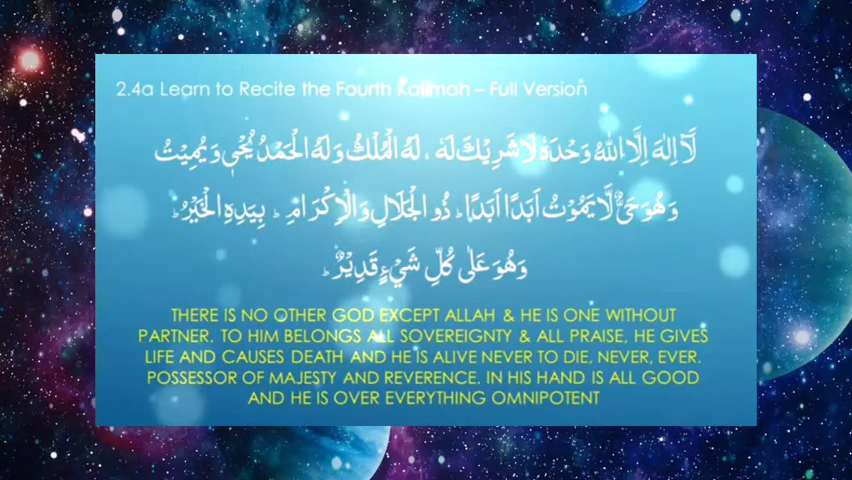 2.4a Learn to Recite the Fourth Kalimah – Full Version
لَآ اِلٰهَ اِلَّا اللهُ وَحْدَهٗ لَا شَرِيْكَ لَهٗ ، لَهُ الْمُلْكُ وَلَهُ الْحَمْدُ يُحْيٖ وَيُمِيْتُ
وَهُوَ حَيٌّ لَّا يَمُوْتُ اَبَدًا اَبَدًا ؕ ذُو الْجَلَالِ وَالْاِكْرَامِ ؕ بِيَدِهِ الْخَيْرُ ؕ
وَهُوَ عَلٰى كُلِّ شَيْءٍ قَدِيْرٌ ؕ
THERE IS NO OTHER GOD EXCEPT ALLAH & HE IS ONE WITHOUT
PARTNER. TO HIM BELONGS ALL SOVEREIGNTY & ALL PRAISE, HE GIVES
LIFE AND CAUSES DEATH AND HE IS ALIVE NEVER TO DIE, NEVER, EVER.
POSSESSOR OF MAJESTY AND REVERENCE. IN HIS HAND IS ALL GOOD
AND HE IS OVER EVERYTHING OMNIPOTENT